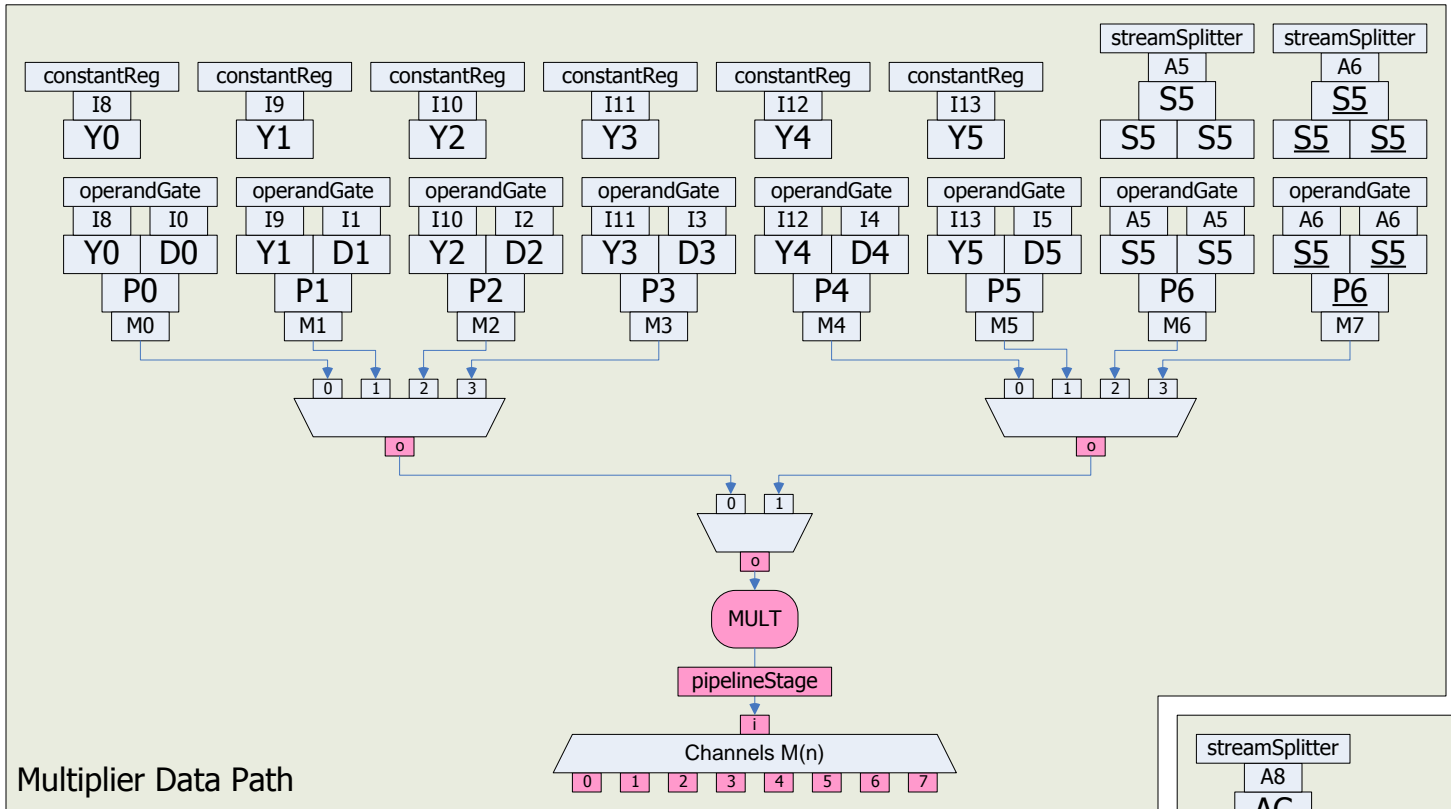 streamSplitter streamSplitter
constantReg constantReg constantReg constantReg constantReg constantReg A5 A6
I8 I9 I10 I11 I12 I13 S5 S5
Y0 Y1 Y2 Y3 Y4 Y5 S5 S5 S5 S5
operandGate operandGate operandGate operandGate operandGate operandGate operandGate operandGate
I8 I0 I9 I1 I10 I2 I11 I3 I12 I4 I13 I5 A5 A5 A6 A6
Y0 D0 Y1 D1 Y2 D2 Y3 D3 Y4 D4 Y5 D5 S5 S5 S5 S5
P0 P1 P2 P3 P4 P5 P6 P6
M0 M1 M2 M3 M4 M5 M6 M7
0 1 2 3 0 1 2 3
o o
0 1
o
MULT
pipelineStage
i
Channels M(n)
0 1 2 3 4 5 6 7
Multiplier Data Path
streamSplitter
A8
AC